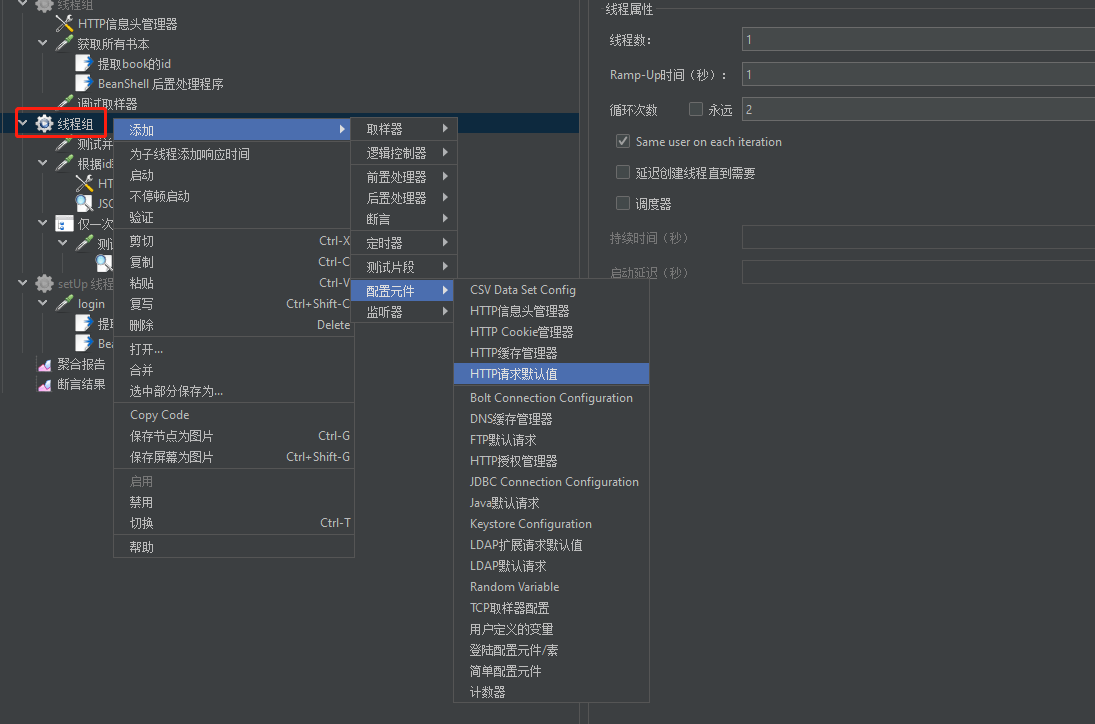 线程组
HTTP信息头管理器
获取所有书本
提取book的id
BeanShell 后置处理程序
调试取样器
线程组
测试并
根据id
HT
JSO
仅一次
测
setUp 线程
login
提
Bea
聚合报告
断言结果
添加
为子线程添加响应时间
启动
不停顿启动
验证
剪切 Ctrl-X
复制 Ctrl-C
粘贴 Ctrl-V
复写 Ctrl+Shift-C
删除 Delete
打开...
合并
选中部分保存为...
Copy Code
保存节点为图片 Ctrl-G
保存屏幕为图片 Ctrl+Shift-G
启用
禁用
切换 Ctrl-T
帮助
取样器
逻辑控制器
前置处理器
后置处理器
断言
定时器
测试片段
配置元件
监听器
CSV Data Set Config
HTTP信息头管理器
HTTP Cookie管理器
HTTP缓存管理器
HTTP请求默认值
Bolt Connection Configuration
DNS缓存管理器
FTP默认请求
HTTP授权管理器
JDBC Connection Configuration
Java默认请求
Keystore Configuration
LDAP扩展请求默认值
LDAP默认请求
Random Variable
TCP取样器配置
用户定义的变量
登陆配置元件/素
简单配置元件
计数器
线程属性
线程数: 1
Ramp-Up时间（秒）: 1
循环次数 永远 2
Same user on each iteration
延迟创建线程直到需要
调度器
持续时间（秒）
启动延迟（秒）